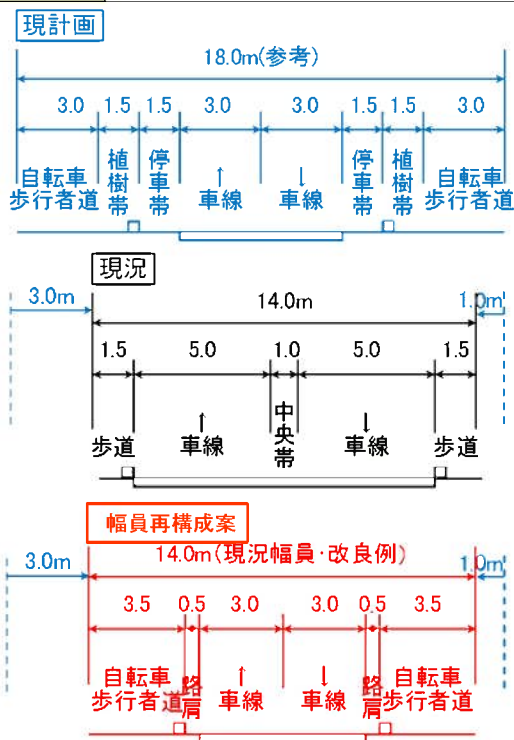 現計画
18.0m(参考)
3.0 1.5 1.5 3.0 3.0 1.5 1.5 3.0
自転車歩行者道 植樹帯 停車帯 ↑車線 ↓車線 停車帯 植樹帯 自転車歩行者道
現況
3.0m 14.0m 1.0m
1.5 5.0 1.0 5.0 1.5
歩道 ↑車線 中央帯 ↓車線 歩道
幅員再構成案
3.0m 14.0m(現況幅員・改良例) 1.0m
3.5 0.5 3.0 3.0 0.5 3.5
自転車歩行者道 路肩 ↑車線 ↓車線 路肩 自転車歩行者道